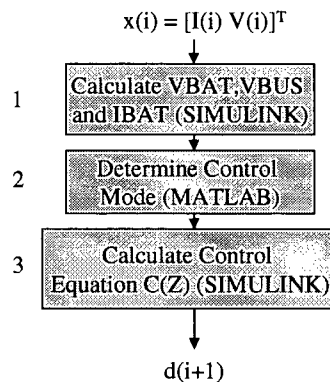 x(i) = [I(i) V(i)]ᵀ
1
Calculate VBAT,VBUS
and IBAT (SIMULINK)
2
Determine Control
Mode (MATLAB)
3
Calculate Control
Equation C(Z) (SIMULINK)
d(i+1)